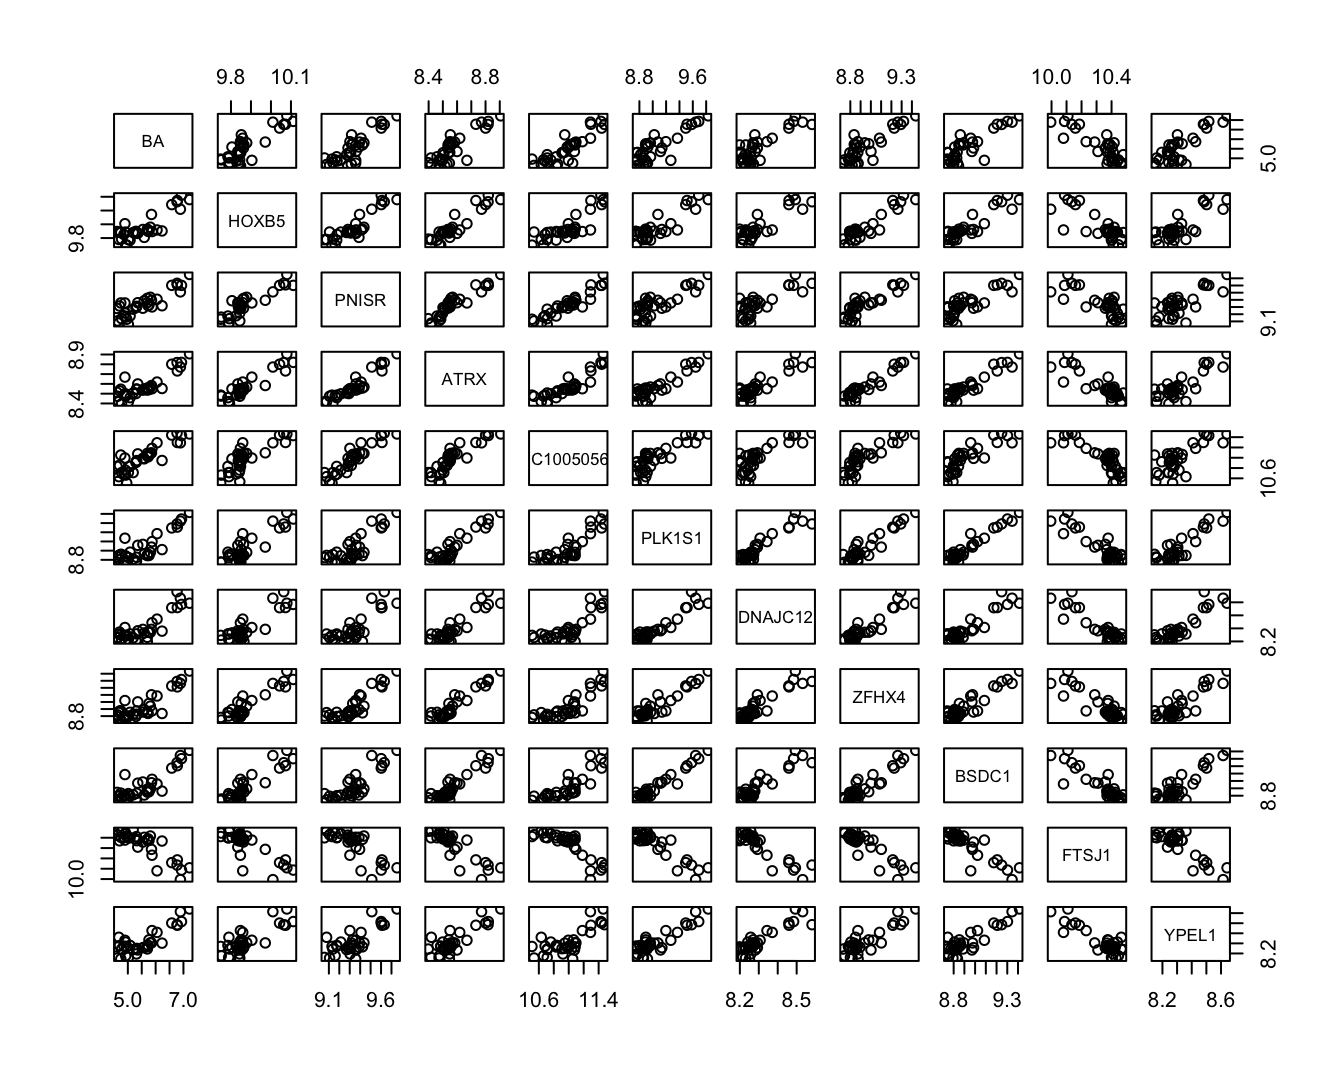 9.8 10.1 8.4 8.8 8.8 9.6 8.8 9.3 10.0 10.4
BA 5.0
9.8 HOXB5
PNISR 9.1
8.4 8.9 ATRX
C1005056 10.6
8.8 PLK1S1
DNAJC12 8.2
8.8 ZFHX4
BSDC1 8.8
10.0 FTSJ1
YPEL1 8.2
5.0 7.0 9.1 9.6 10.6 11.4 8.2 8.5 8.8 9.3 8.2 8.6